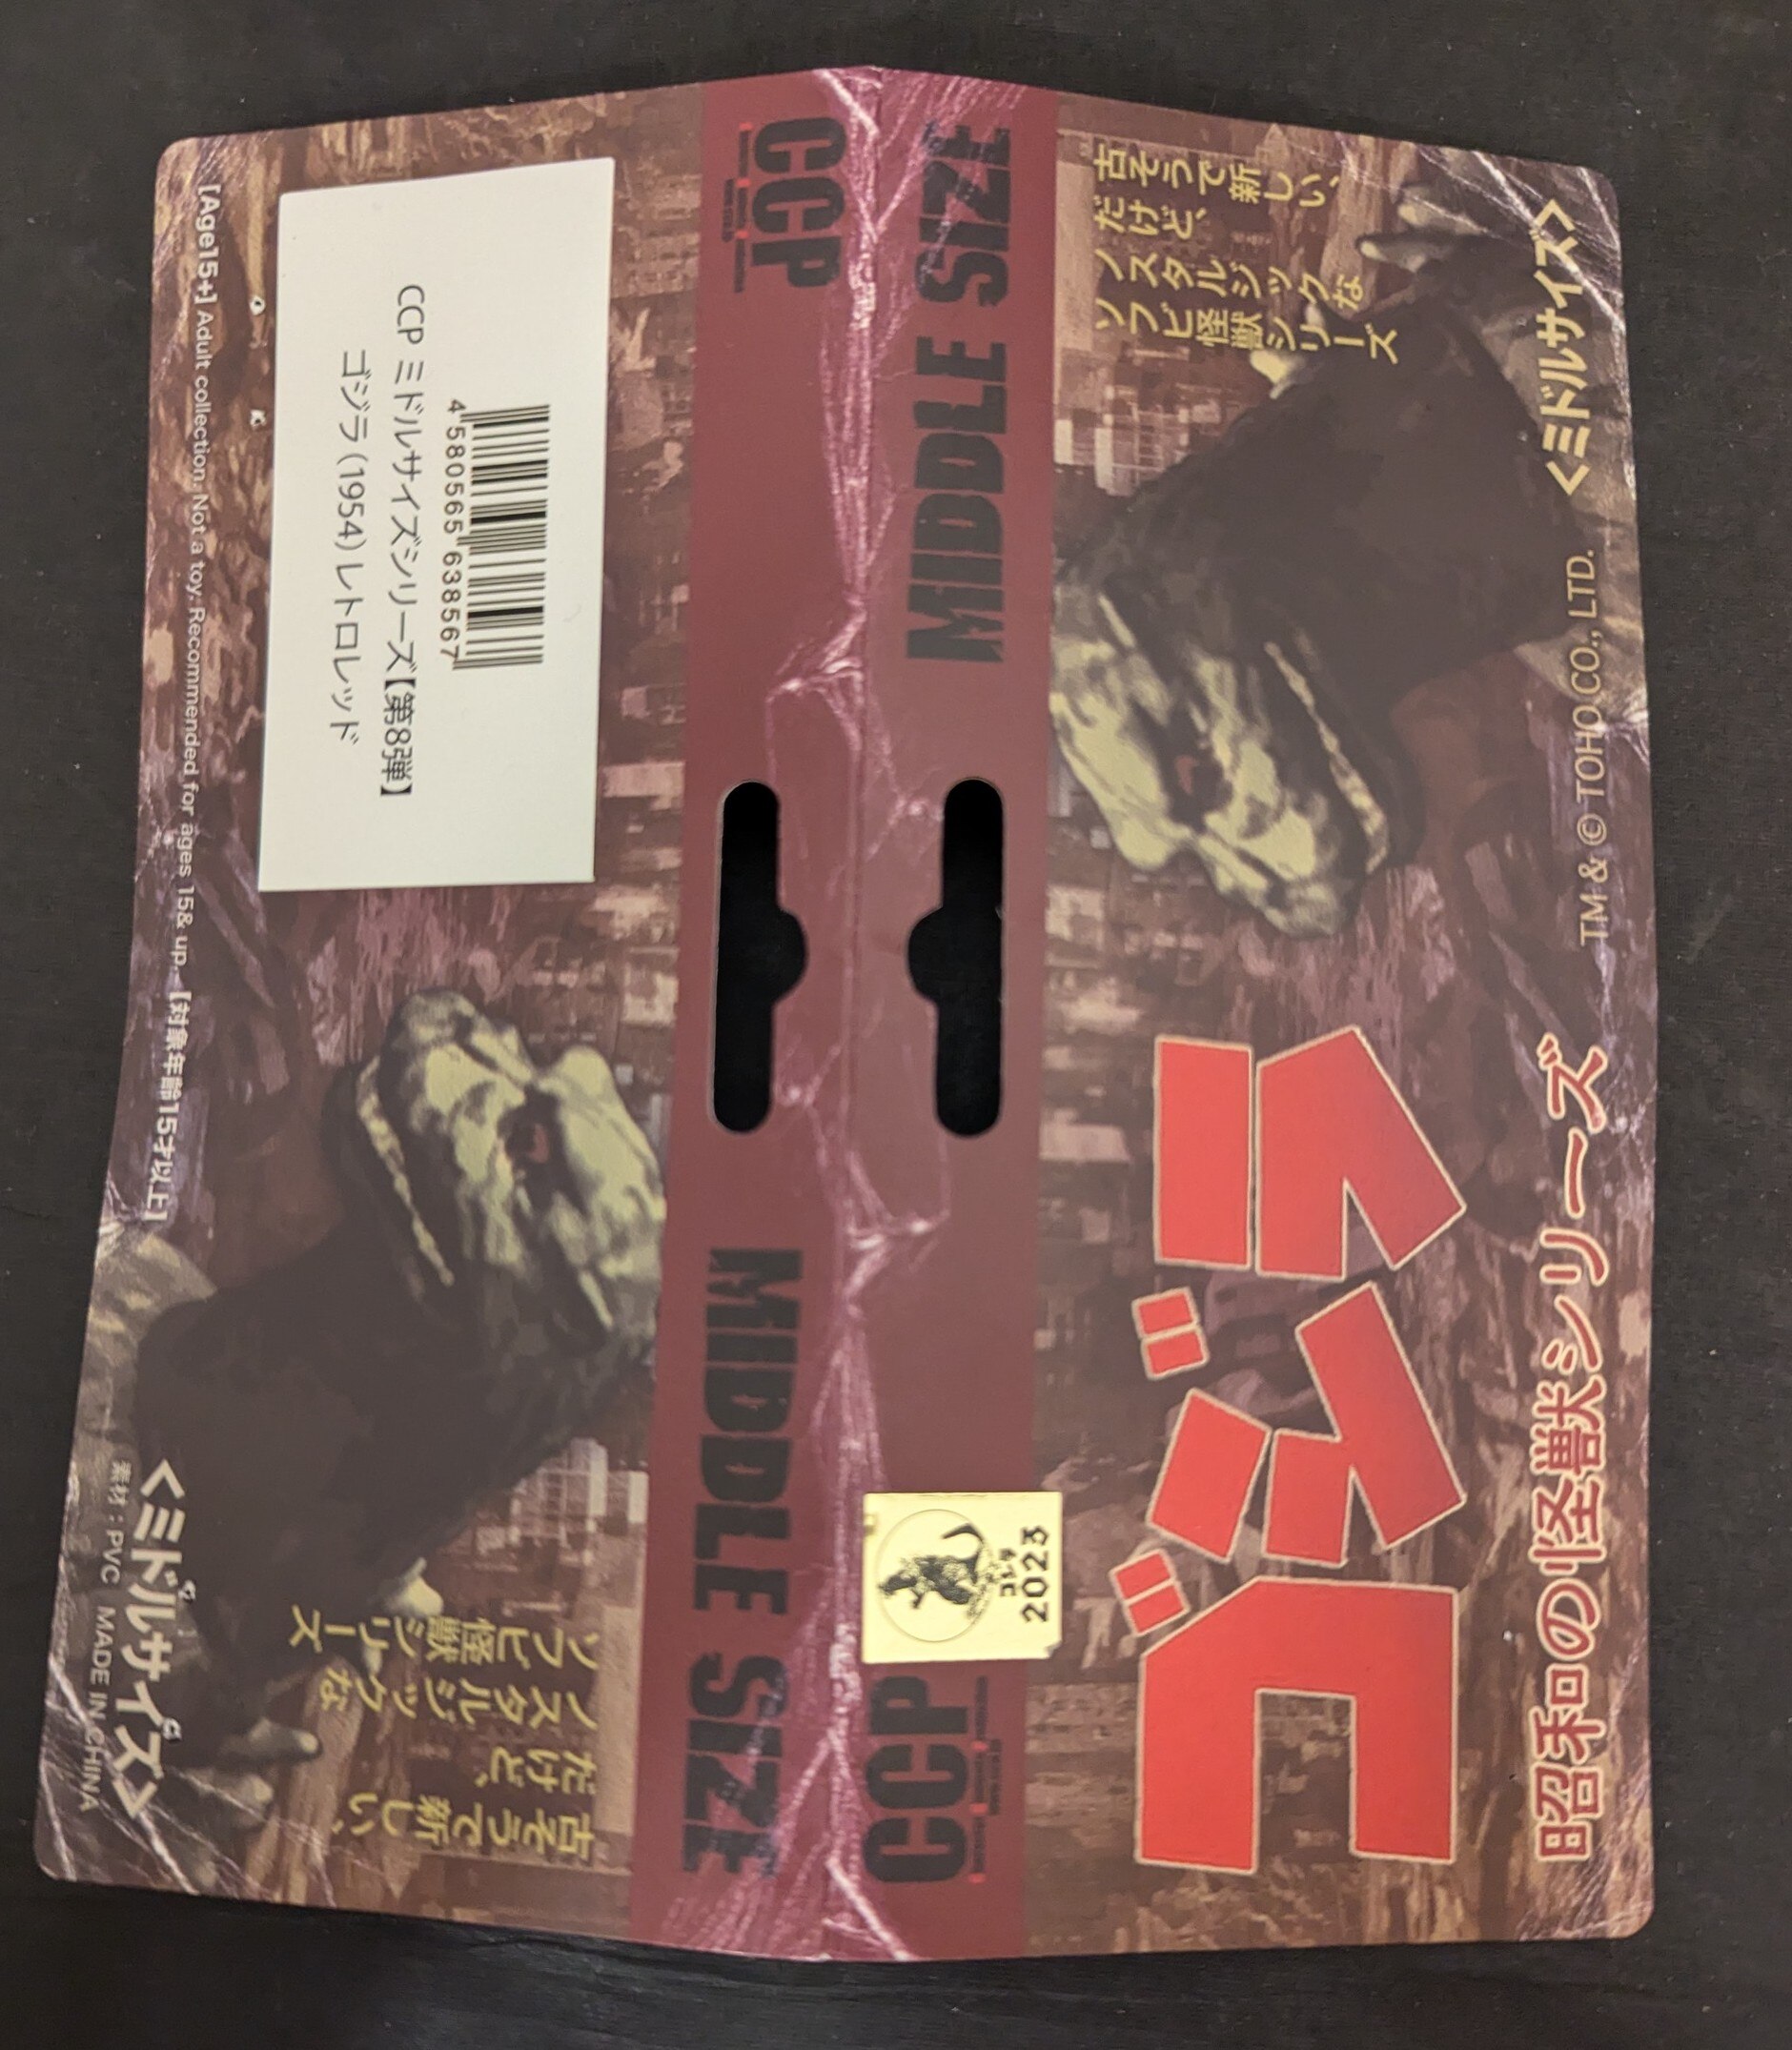 昭和の怪獣シリーズ
ゴジラ
TM & © TOHO CO., LTD.
<ミドルサイズ>
古そうで新しい、
だけど、
ノスタルジックな
ソフビ怪獣シリーズ
CCP
MIDDLE SIZE
コレタ
2023
CCP
MIDDLE SIZE
4 580565 638567
CCP ミドルサイズシリーズ【第8弾】
ゴジラ(1954)レトロレッド
[Age15+] Adult collection. Not a toy. Recommended for ages 15& up. 【対象年齢15才以上】
古そうで新しい、
だけど、
ノスタルジックな
ソフビ怪獣シリーズ
<ミドルサイズ>
素材：PVC MADE IN CHINA